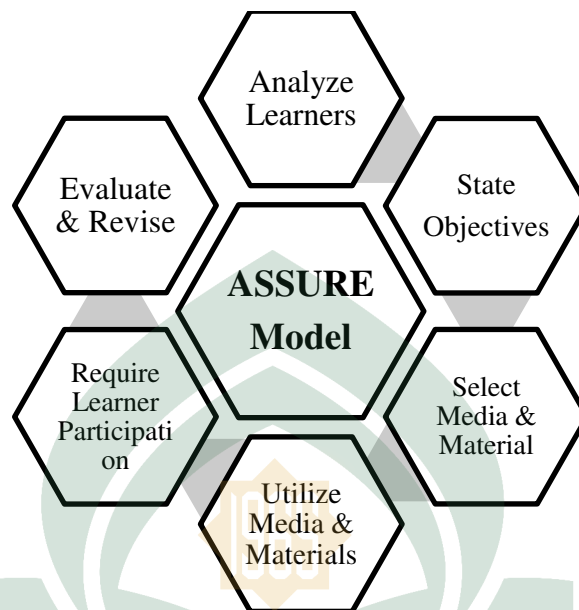 Analyze
Learners
State
Objectives
Select
Media &
Material
Utilize
Media &
Materials
Require
Learner
Participati
on
Evaluate
& Revise
ASSURE
Model